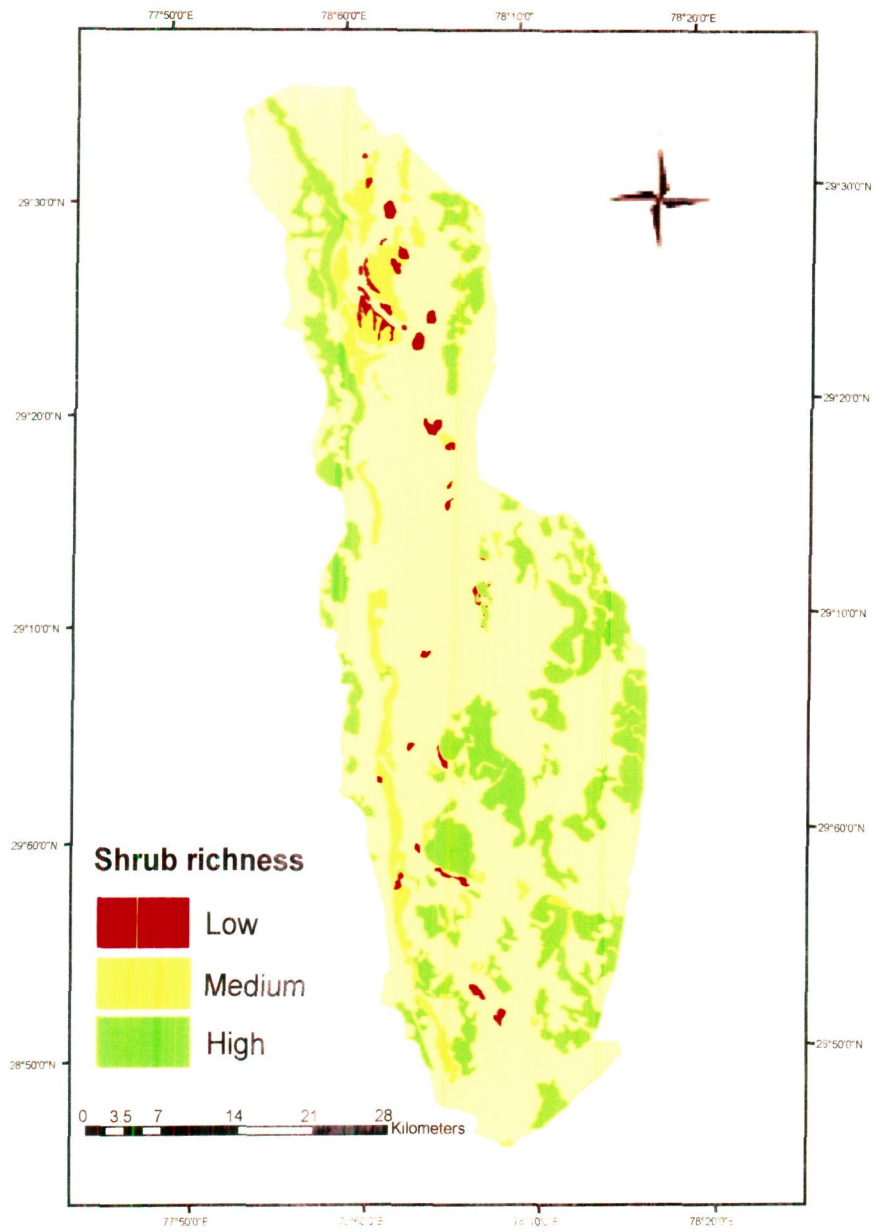 77°50'0"E 78°60'0"E 78°10'0"E 78°20'0"E
29°30'0"N 29°30'0"N
29°20'0"N 29°20'0"N
29°10'0"N 29°10'0"N
29°60'0"N 29°60'0"N
28°50'0"N 28°50'0"N
Shrub richness
Low
Medium
High
0 3.5 7 14 21 28
Kilometers
77°50'0"E 78°20'0"E